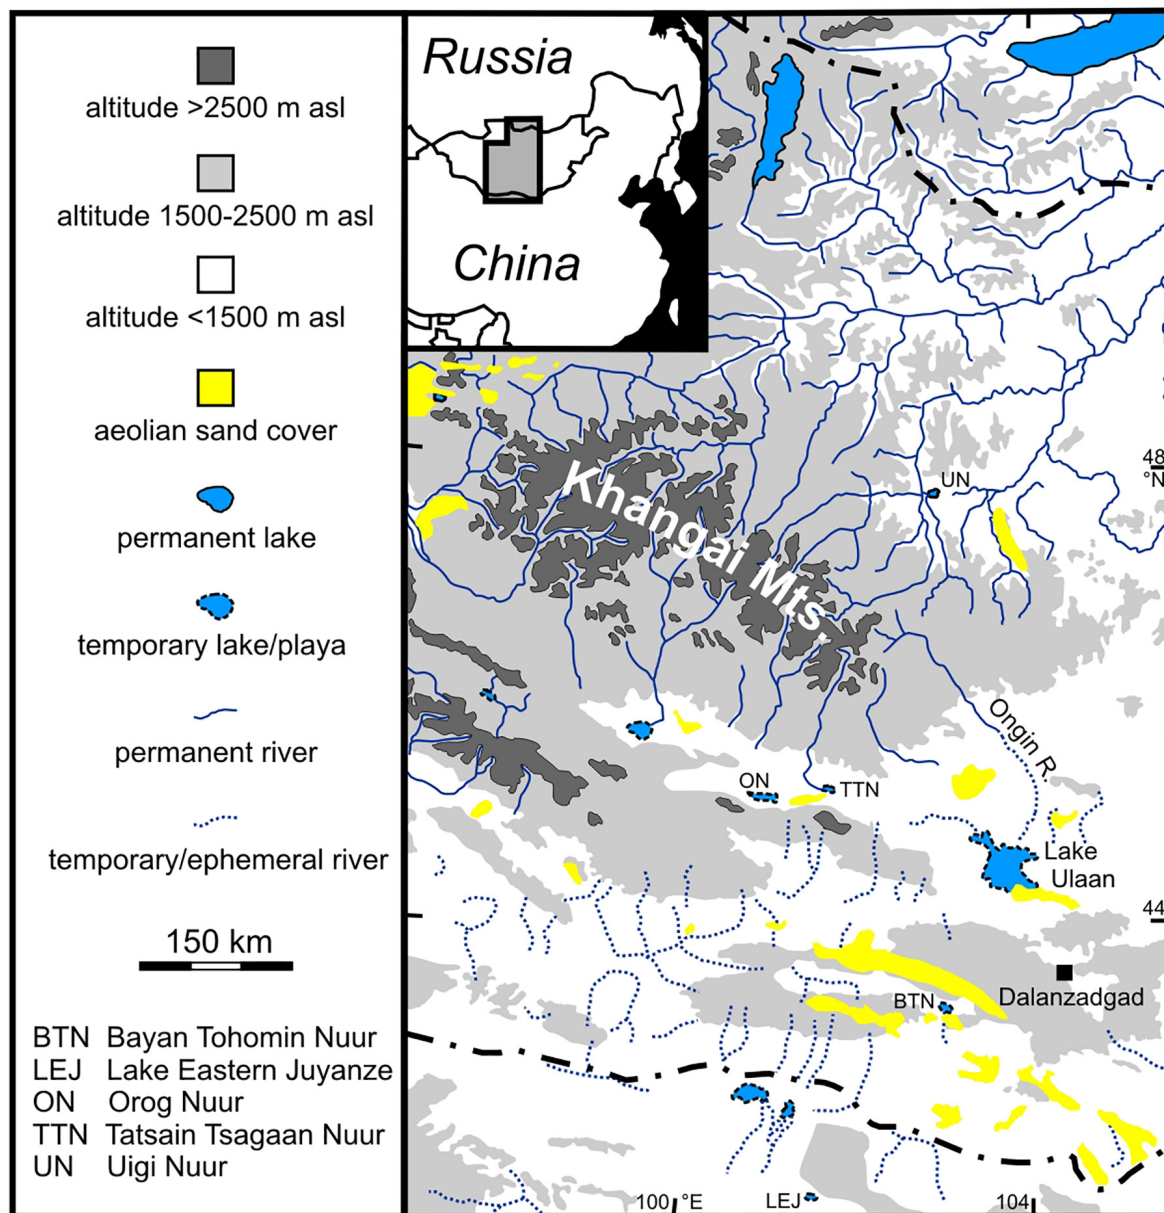 altitude >2500 m asl
altitude 1500-2500 m asl
altitude <1500 m asl
aeolian sand cover
permanent lake
temporary lake/playa
permanent river
temporary/ephemeral river
150 km
BTN Bayan Tohomin Nuur
LEJ Lake Eastern Juyanze
ON Orog Nuur
TTN Tatsain Tsagaan Nuur
UN Uigi Nuur
Russia
China
Khangai Mts.
UN
48
°N
Ongin R.
ON
TTN
Lake
Ulaan
44
Dalanzadgad
BTN
100 °E
LEJ
104